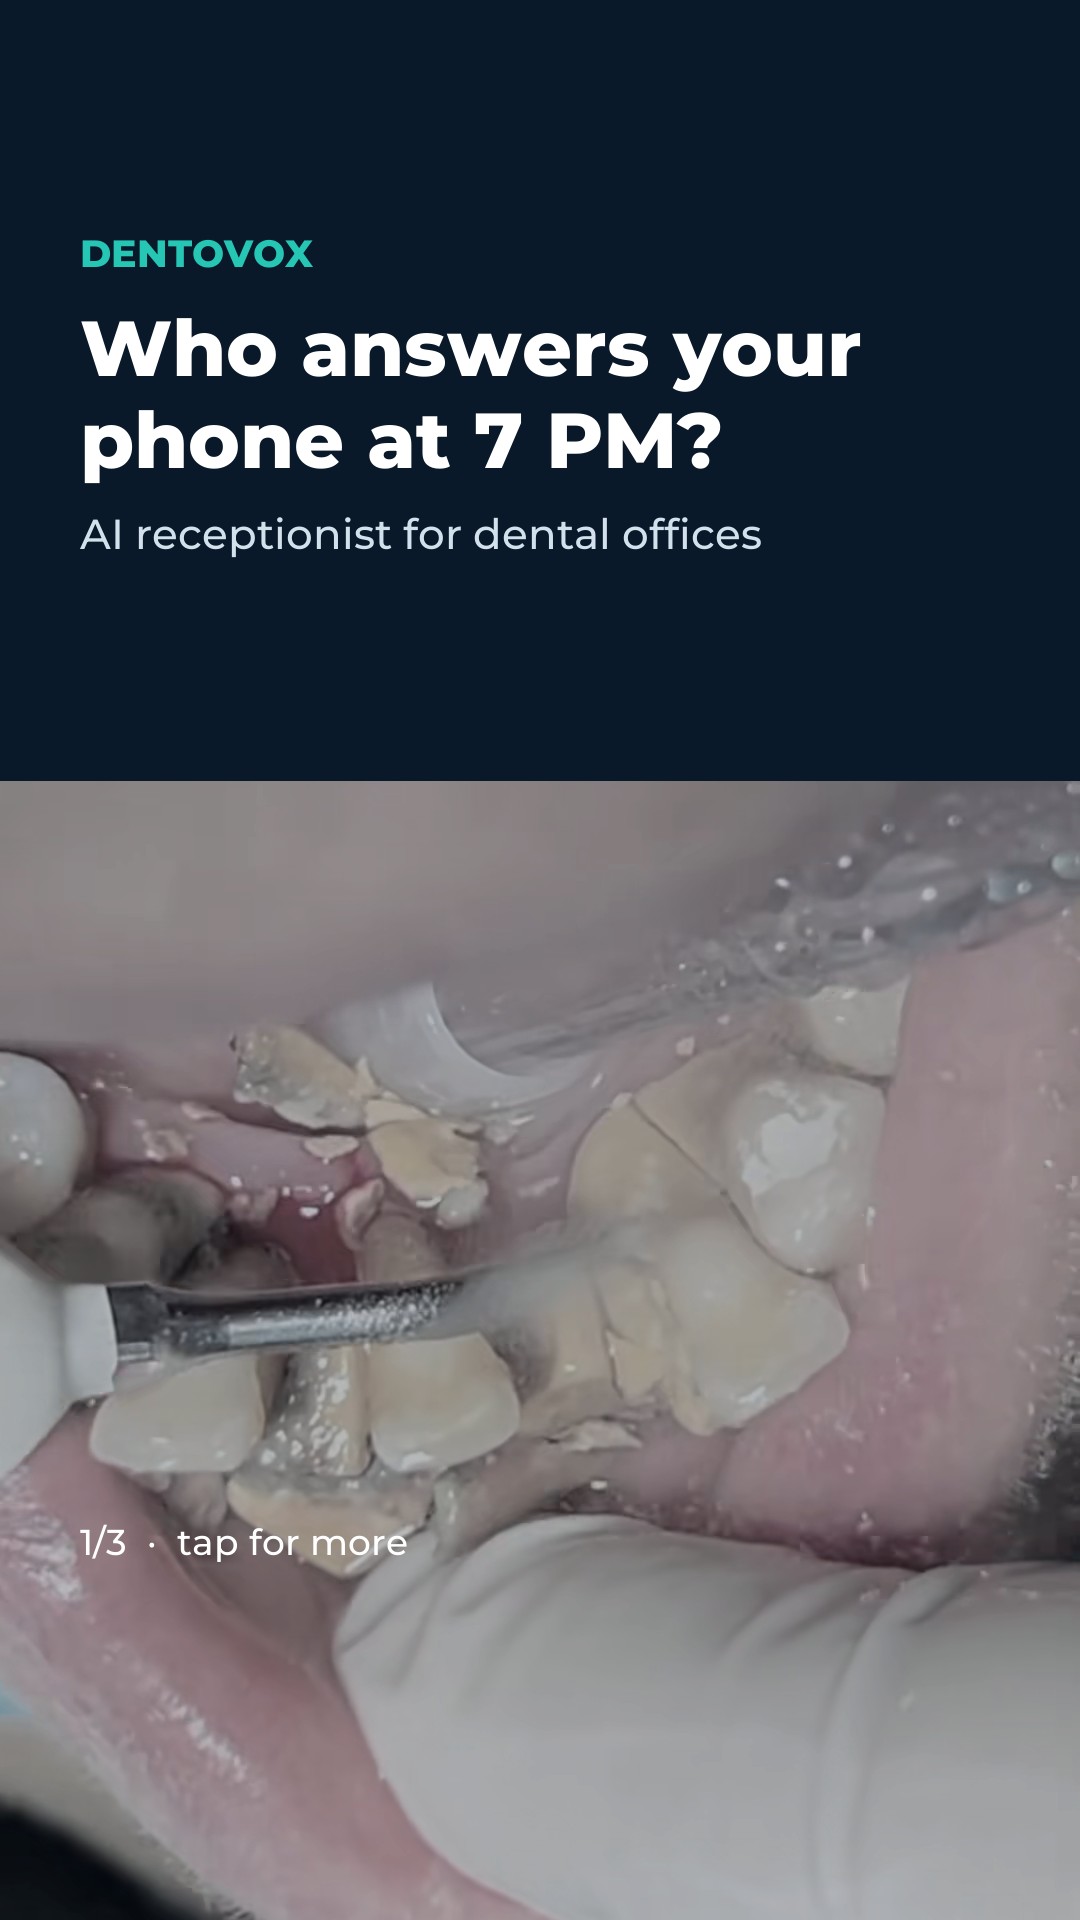 DENTOVOX
Who answers your
phone at 7 PM?
AI receptionist for dental offices
1/3 · tap for more